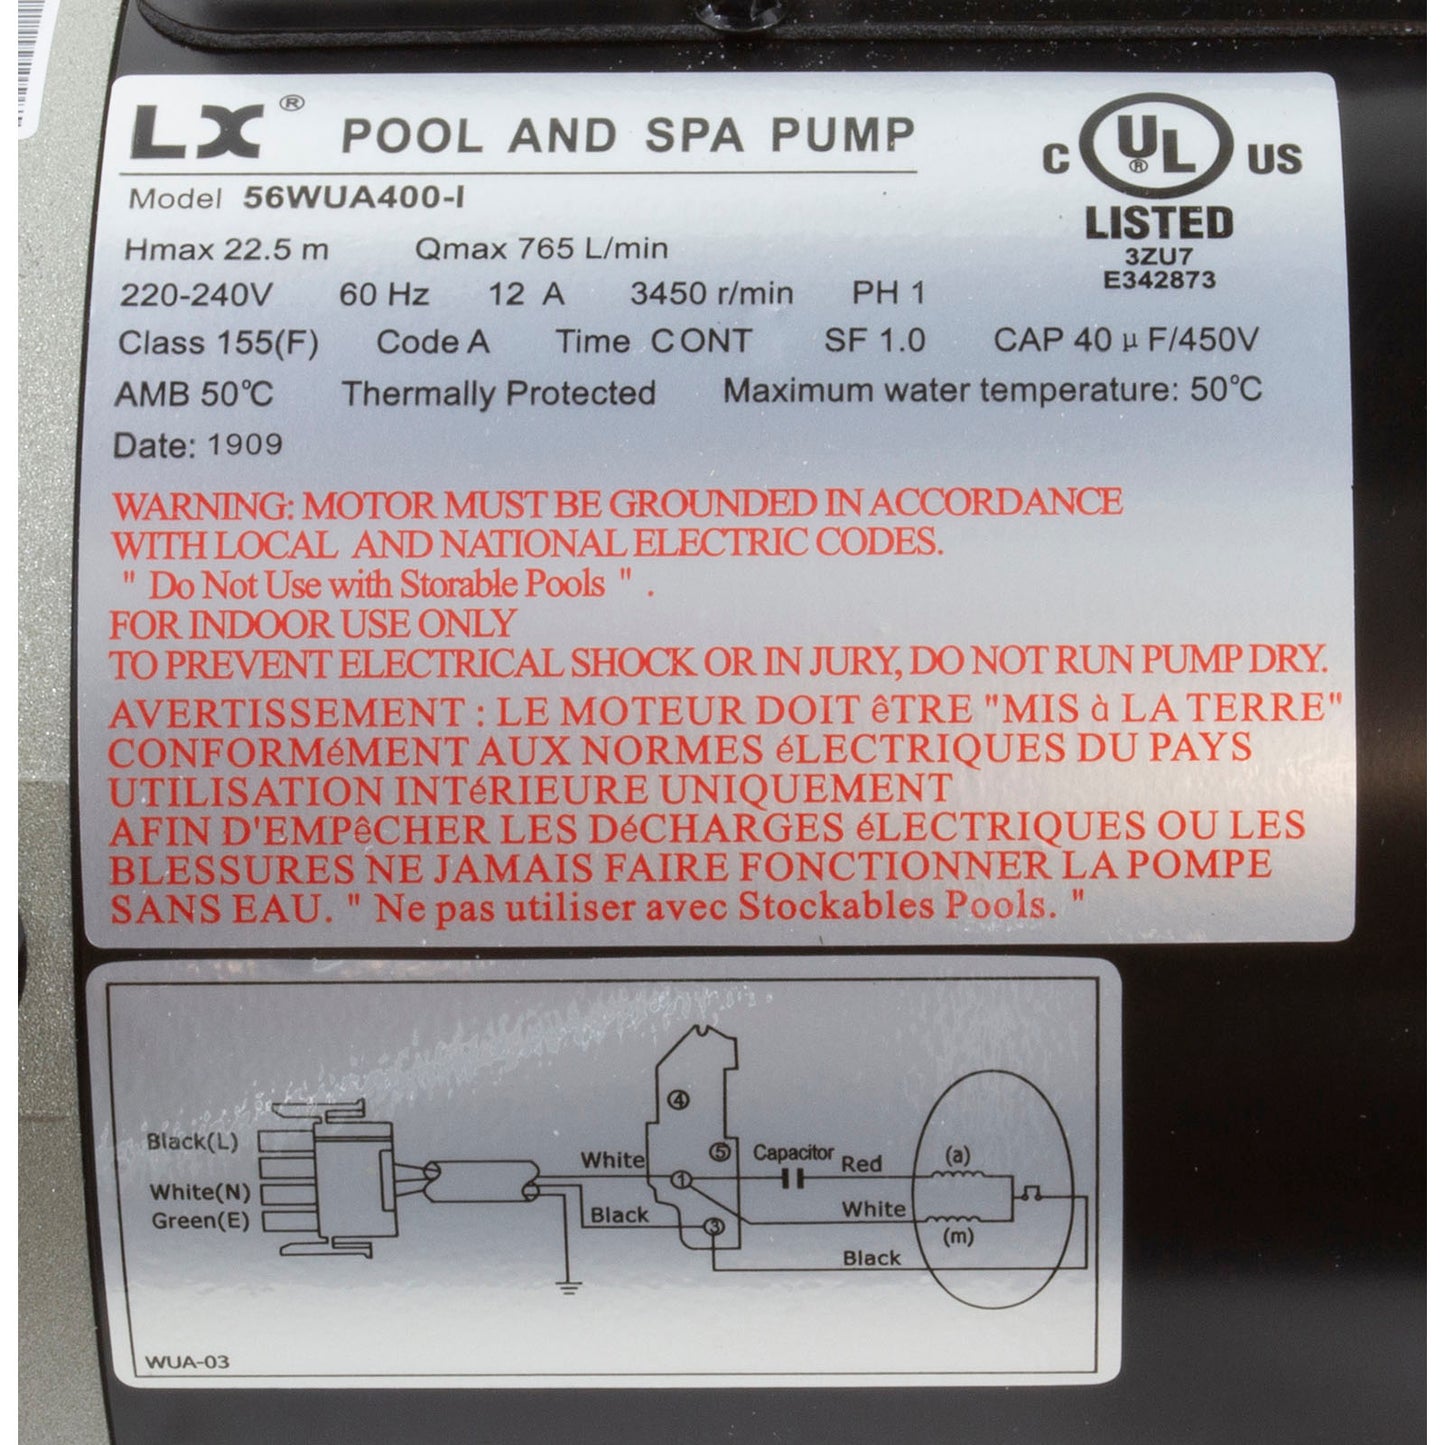 LX® POOL AND SPA PUMP
C UL® US
LISTED
3ZU7
E342873
Model 56WUA400-I
Hmax 22.5 m Qmax 765 L/min
220-240V 60 Hz 12 A 3450 r/min PH 1
Class 155(F) Code A Time CONT SF 1.0 CAP 40 μ F/450V
AMB 50℃ Thermally Protected Maximum water temperature: 50℃
Date: 1909
WARNING: MOTOR MUST BE GROUNDED IN ACCORDANCE
WITH LOCAL AND NATIONAL ELECTRIC CODES.
" Do Not Use with Storable Pools " .
FOR INDOOR USE ONLY
TO PREVENT ELECTRICAL SHOCK OR IN JURY, DO NOT RUN PUMP DRY.
AVERTISSEMENT : LE MOTEUR DOIT êTRE "MIS à LA TERRE"
CONFORMéMENT AUX NORMES éLECTRIQUES DU PAYS
UTILISATION INTéRIEURE UNIQUEMENT
AFIN D'EMPêCHER LES DéCHARGES éLECTRIQUES OU LES
BLESSURES NE JAMAIS FAIRE FONCTIONNER LA POMPE
SANS EAU. " Ne pas utiliser avec Stockables Pools. "
④
Black(L)
White ⑤ Capacitor Red (a)
White(N) ①
Green(E) Black ③ White (m)
Black
WUA-03